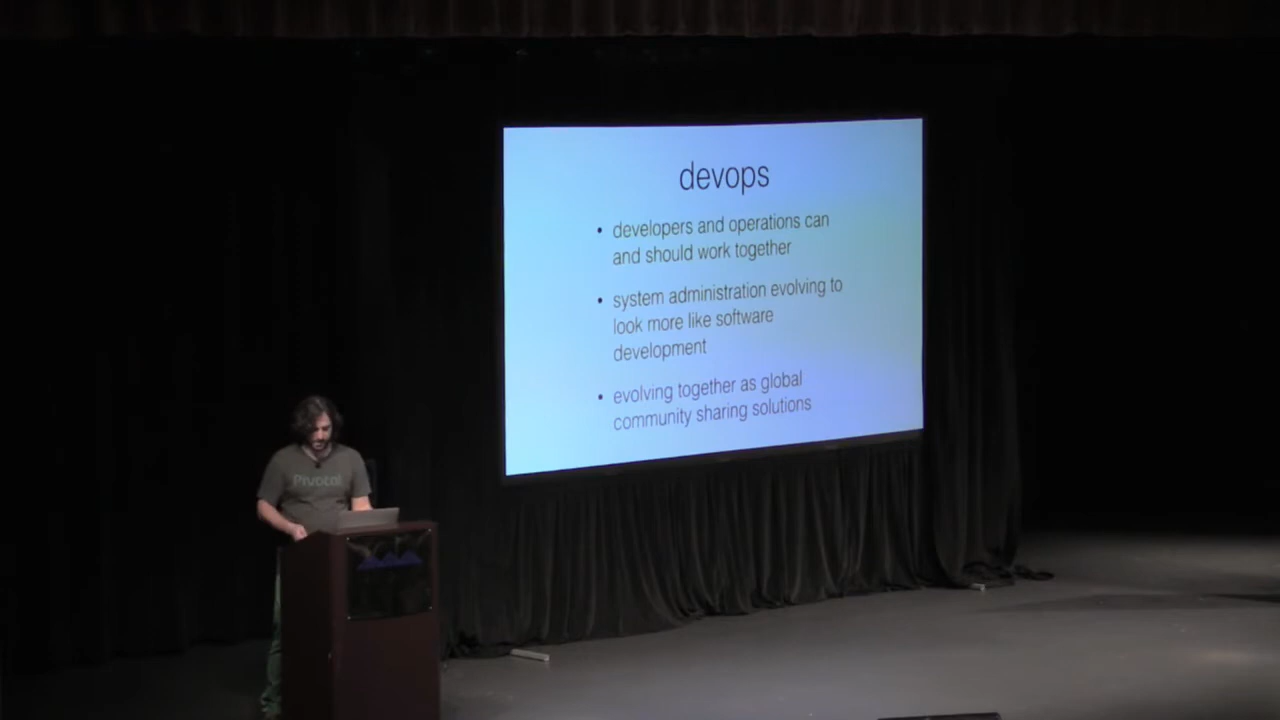 devops
• developers and operations can
and should work together
• system administration evolving to
look more like software
development
• evolving together as global
community sharing solutions
Pivotal